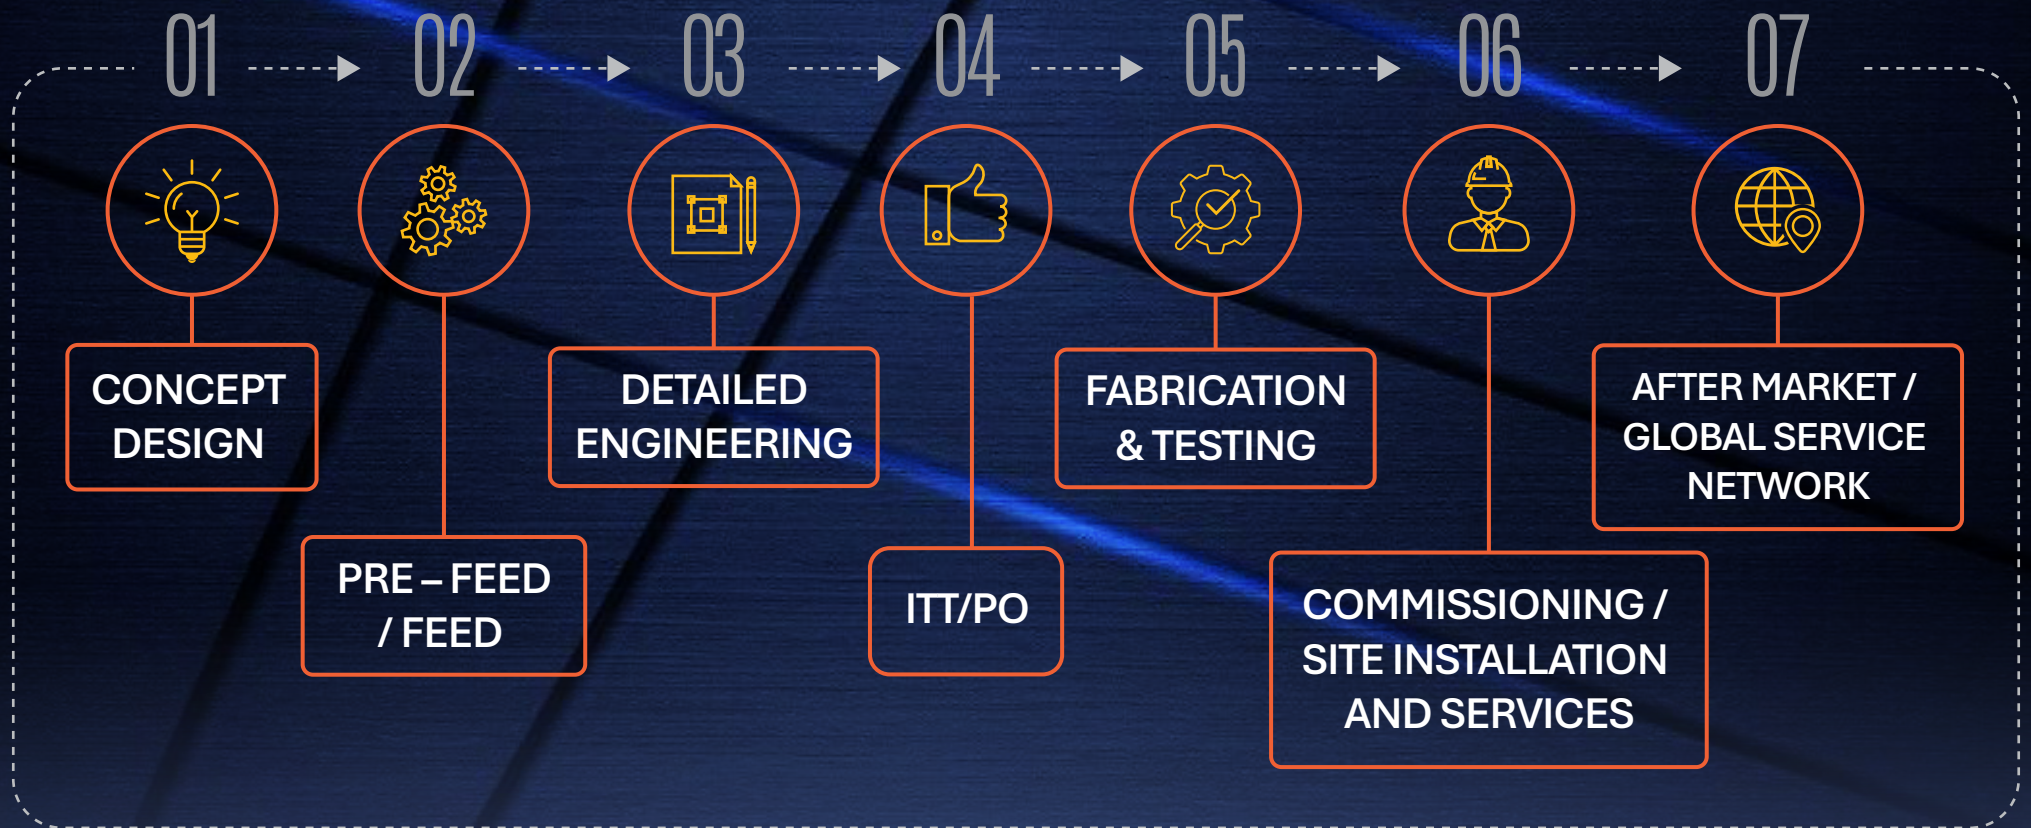 01
02
03
04
05
06
07
CONCEPT
DESIGN
PRE – FEED
/ FEED
DETAILED
ENGINEERING
ITT/PO
FABRICATION
& TESTING
COMMISSIONING /
SITE INSTALLATION
AND SERVICES
AFTER MARKET /
GLOBAL SERVICE
NETWORK